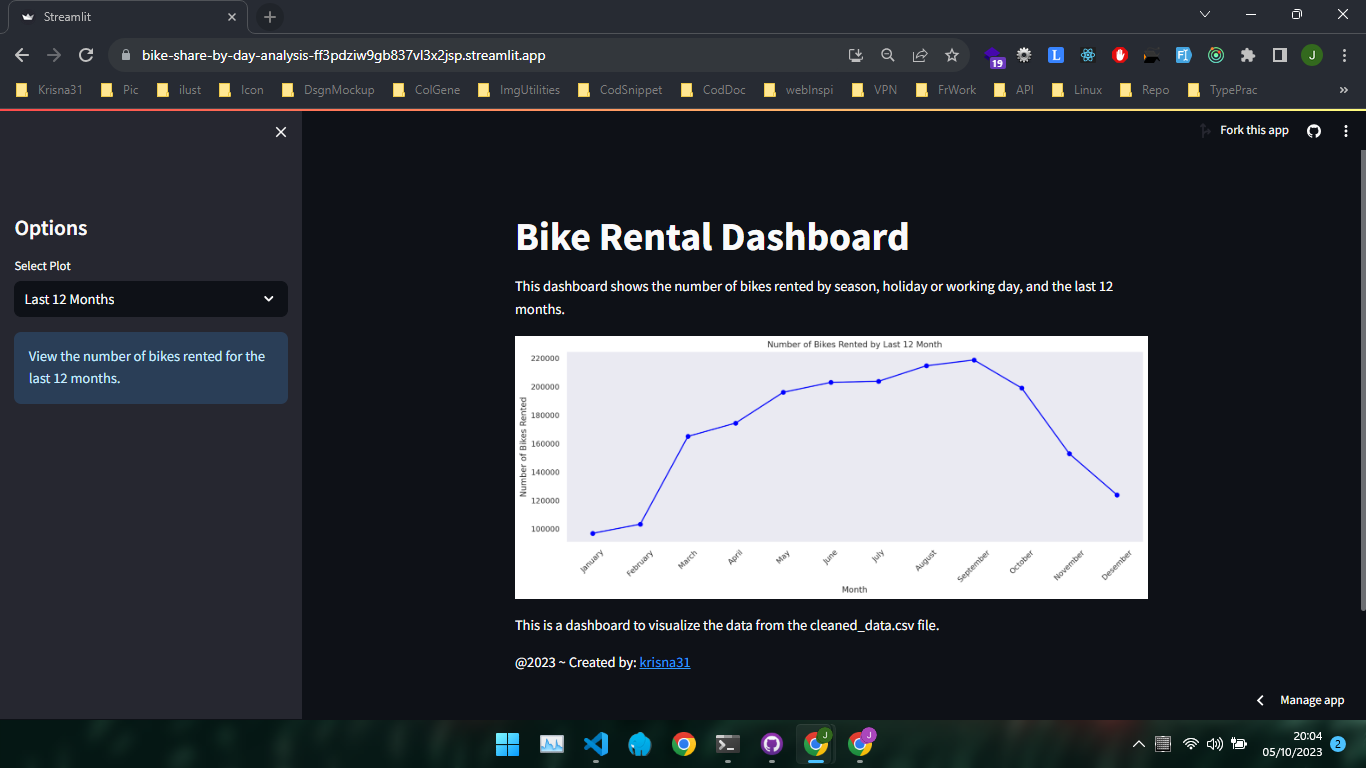 Streamlit
bike-share-by-day-analysis-ff3pdziw9gb837vl3x2jsp.streamlit.app
19
L
J
Krisna31 Pic ilust Icon DsgnMockup ColGene ImgUtilities CodSnippet CodDoc webInspi VPN FrWork API Linux Repo TypePrac »
Fork this app
Options
Select Plot
Last 12 Months
View the number of bikes rented for the
last 12 months.
Bike Rental Dashboard
This dashboard shows the number of bikes rented by season, holiday or working day, and the last 12
months.
Number of Bikes Rented by Last 12 Month
Number of Bikes Rented
220000
200000
180000
160000
140000
120000
100000
January February March April May June July August September October November Desember
Month
This is a dashboard to visualize the data from the cleaned_data.csv file.
@2023 ~ Created by: krisna31
Manage app
J
J
20:04
05/10/2023
2